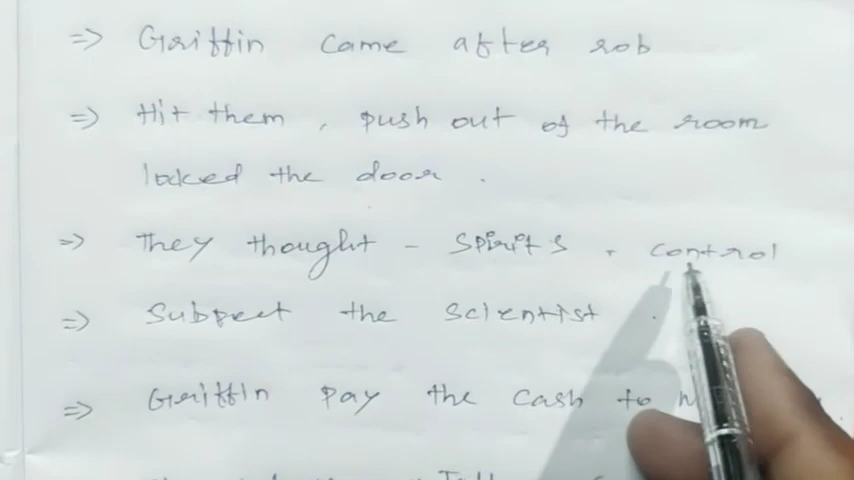 => Griffin came after rob
=> Hit them, push out of the room
locked the door.
=> They thought - spirits . control
=> Suspect the scientist .
=> Griffin pay the cash to